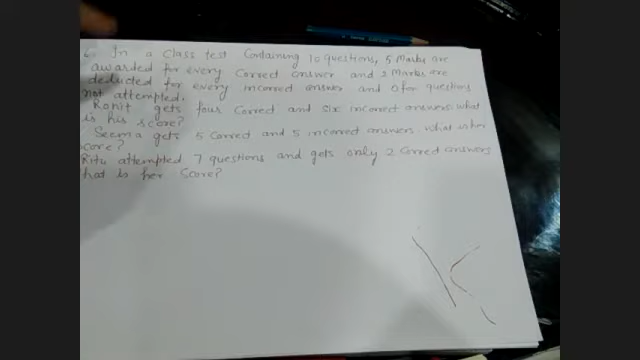 6. In a class test containing 10 questions, 5 Marks are
awarded for every correct answer and 2 Marks are
deducted for every incorrect answer and 0 for questions
not attempted.
Rohit gets four correct and six incorrect answers. what
is his score?
Seema gets 5 correct and 5 incorrect answers. what is her
score?
Ritu attempted 7 questions and gets only 2 correct answers
hat is her score?
K